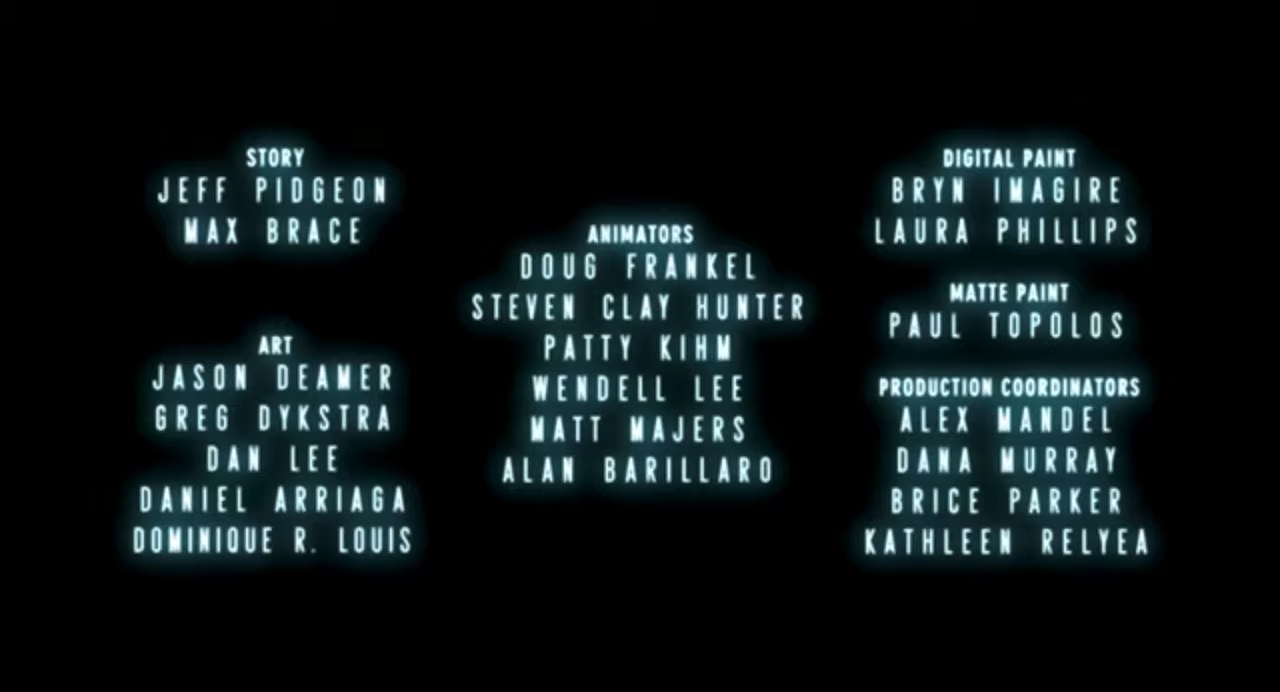 STORY
JEFF PIDGEON
MAX BRACE
ART
JASON DEAMER
GREG DYKSTRA
DAN LEE
DANIEL ARRIAGA
DOMINIQUE R. LOUIS
ANIMATORS
DOUG FRANKEL
STEVEN CLAY HUNTER
PATTY KIHM
WENDELL LEE
MATT MAJERS
ALAN BARILLARO
DIGITAL PAINT
BRYN IMAGIRE
LAURA PHILLIPS
MATTE PAINT
PAUL TOPOLOS
PRODUCTION COORDINATORS
ALEX MANDEL
DANA MURRAY
BRICE PARKER
KATHLEEN RELYEA